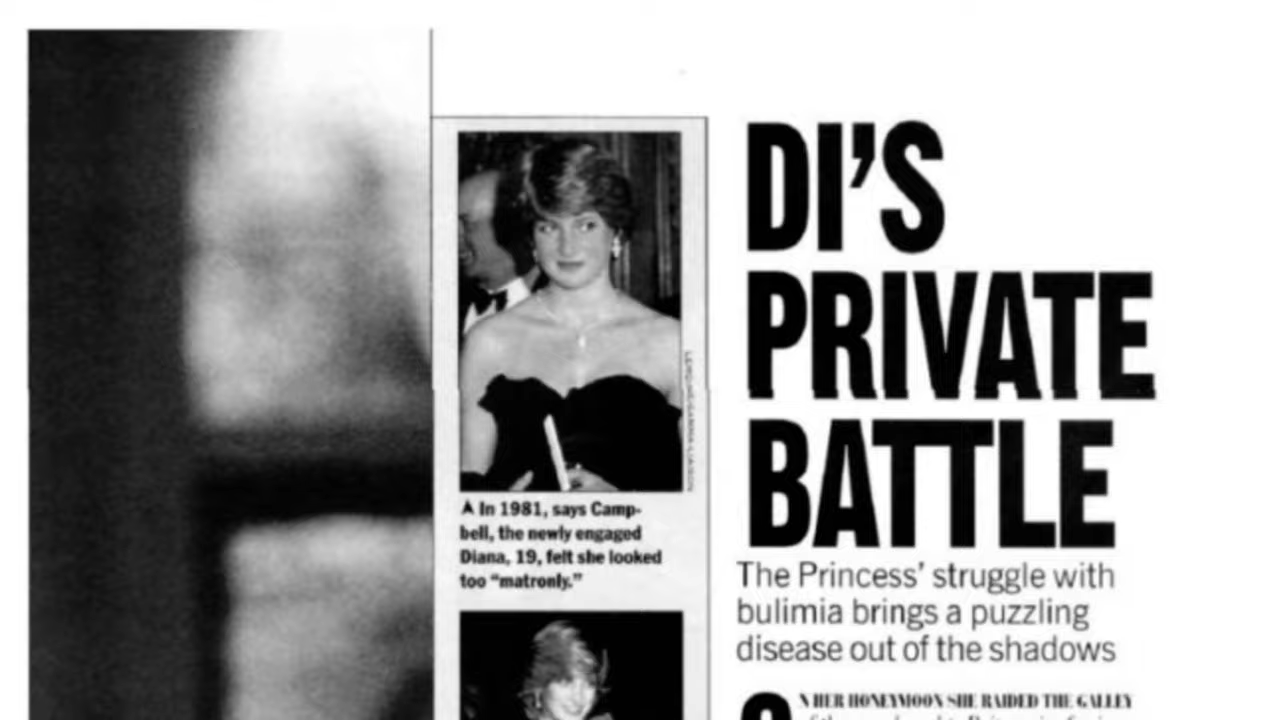 DI'S
PRIVATE
BATTLE
The Princess' struggle with
bulimia brings a puzzling
disease out of the shadows
N HER HONEYMOON SHE RAIDED THE GALLEY
▲ In 1981, says Camp-
bell, the newly engaged
Diana, 19, felt she looked
too “matronly.”